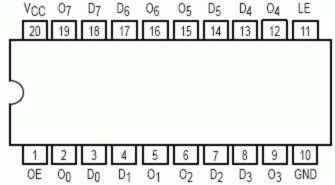 VCC O7 D7 D6 O6 O5 D5 D4 O4 LE
20 19 18 17 16 15 14 13 12 11
1 2 3 4 5 6 7 8 9 10
OE O0 D0 D1 O1 O2 D2 D3 O3 GND